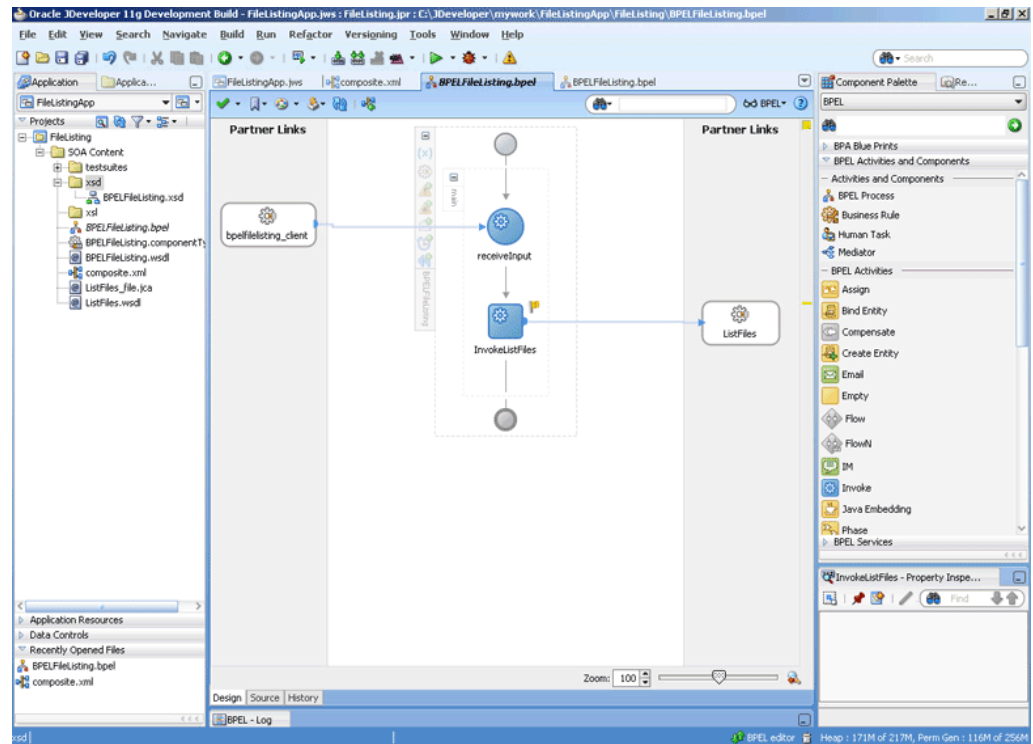 Oracle JDeveloper 11g Development Build - FileListingApp.jws : FileListing.jpr : C:\JDeveloper\mywork\FileListingApp\FileListing\BPELFileListing.bpel
File Edit View Search Navigate Build Run Refactor Versioning Tools Window Help
Search
Application Applica...
FileListingApp
Projects
FileListing
SOA Content
testsuites
xsd
BPELFileListing.xsd
xsl
BPELFileListing.bpel
BPELFileListing.componentTy
BPELFileListing.wsdl
composite.xml
ListFiles_file.jca
ListFiles.wsdl
Application Resources
Data Controls
Recently Opened Files
BPELFileListing.bpel
composite.xml
FileListingApp.jws composite.xml BPELFileListing.bpel BPELFileListing.bpel
BPEL
Partner Links
Partner Links
(x)
main
bpelfilelisting_client
receiveInput
BPELFileListing
InvokeListFiles
ListFiles
Zoom: 100
Design Source History
BPEL - Log
Component Palette Re...
BPEL
BPA Blue Prints
BPEL Activities and Components
Activities and Components
BPEL Process
Business Rule
Human Task
Mediator
BPEL Activities
Assign
Bind Entity
Compensate
Create Entity
Email
Empty
Flow
FlowN
IM
Invoke
Java Embedding
Phase
BPEL Services
InvokeListFiles - Property Inspe...
Find
xsd
BPEL editor
Heap : 171M of 217M, Perm Gen : 116M of 256M